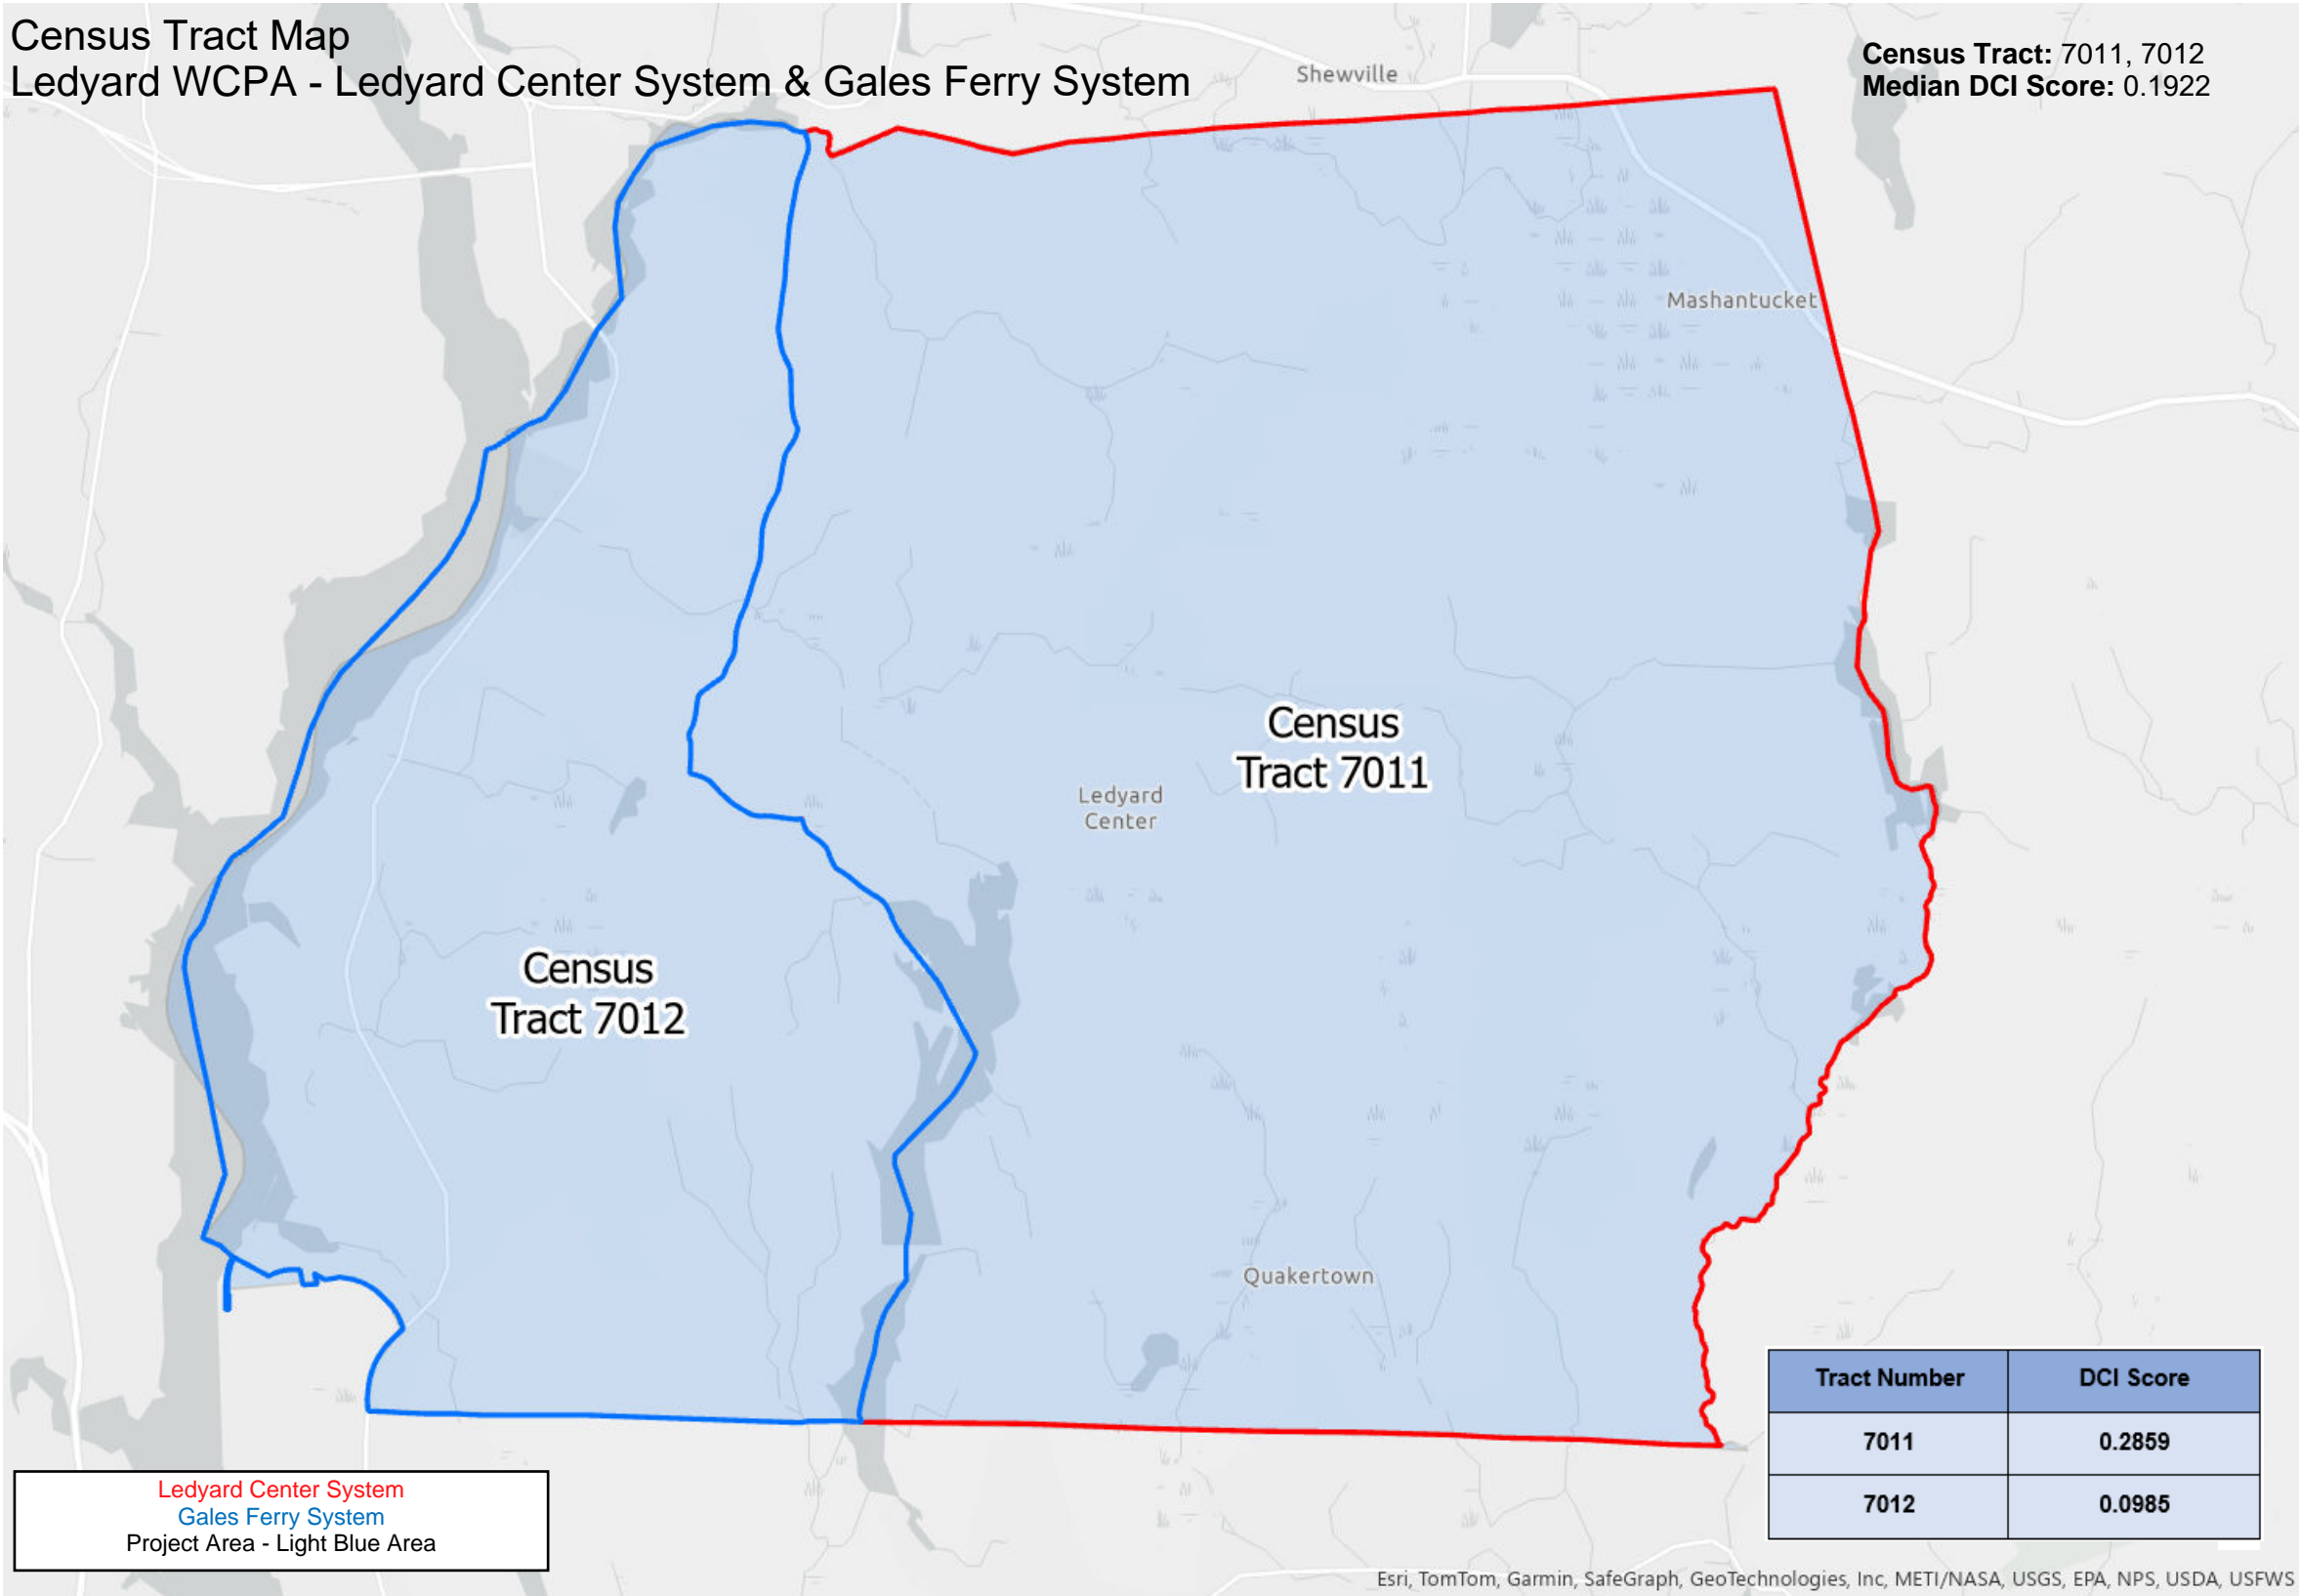 Census Tract Map
Ledyard WCPA - Ledyard Center System & Gales Ferry System
Census Tract: 7011, 7012
Median DCI Score: 0.1922
Shewville
Mashantucket
Census
Tract 7011
Ledyard
Center
Census
Tract 7012
Quakertown
Tract Number DCI Score
7011 0.2859
7012 0.0985
Ledyard Center System
Gales Ferry System
Project Area - Light Blue Area
Esri, TomTom, Garmin, SafeGraph, GeoTechnologies, Inc, METI/NASA, USGS, EPA, NPS, USDA, USFWS